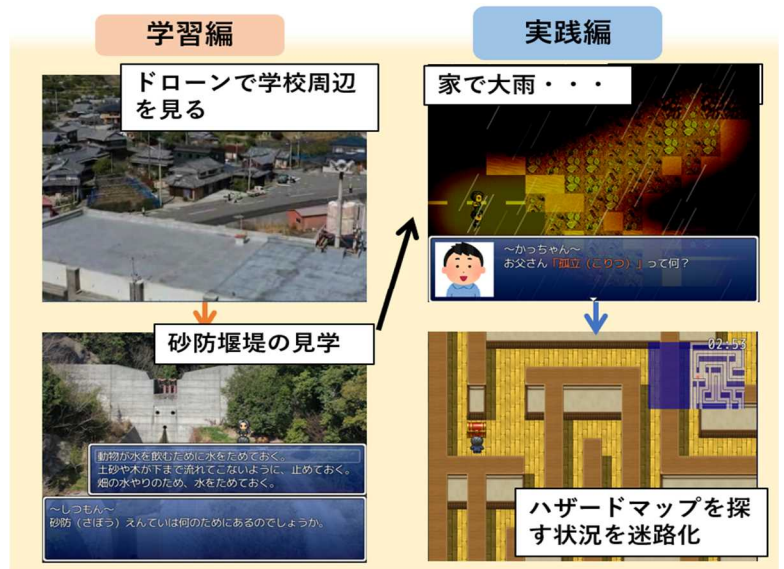 学習編
ドローンで学校周辺
を見る
砂防堰堤の見学
動物が水を飲むために水をためておく。
土砂や木が下まで流れてこないように、止めておく。
畑の水やりのため、水をためておく。
～しつもん～
砂防（さぼう）えんていは何のためにあるのでしょうか。
実践編
家で大雨・・・
～かっちゃん～
お父さん「孤立（こりつ）」って何？
02:53
ハザードマップを探
す状況を迷路化